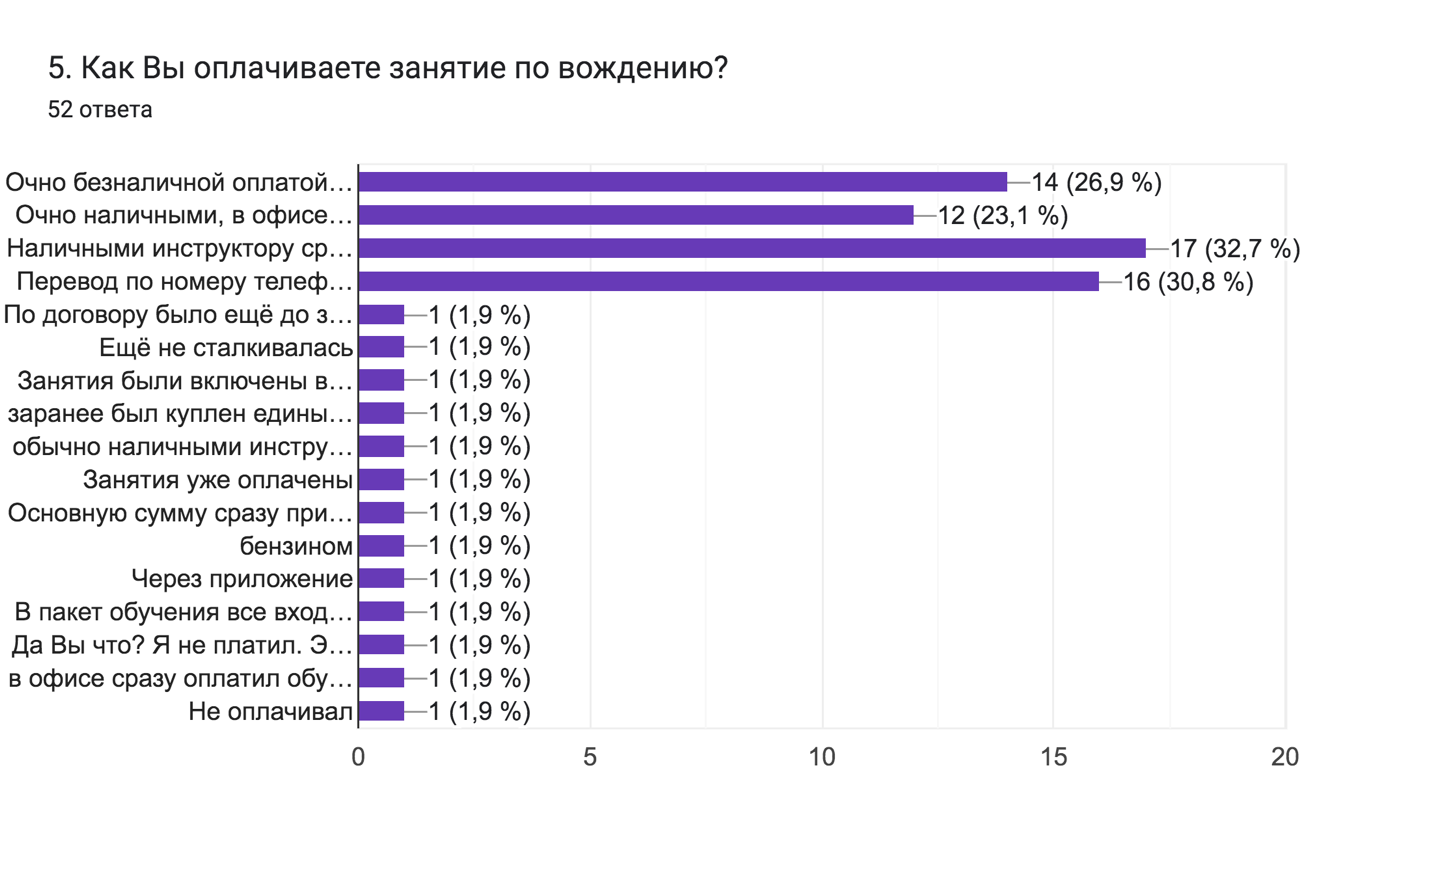 5. Как Вы оплачиваете занятие по вождению?
52 ответа
Очно безналичной оплатой… 14 (26,9 %)
Очно наличными, в офисе… 12 (23,1 %)
Наличными инструктору ср… 17 (32,7 %)
Перевод по номеру телеф… 16 (30,8 %)
По договору было ещё до з… 1 (1,9 %)
Ещё не сталкивалась 1 (1,9 %)
Занятия были включены в… 1 (1,9 %)
заранее был куплен едины… 1 (1,9 %)
обычно наличными инстру… 1 (1,9 %)
Занятия уже оплачены 1 (1,9 %)
Основную сумму сразу при… 1 (1,9 %)
бензином 1 (1,9 %)
Через приложение 1 (1,9 %)
В пакет обучения все вход… 1 (1,9 %)
Да Вы что? Я не платил. Э… 1 (1,9 %)
в офисе сразу оплатил обу… 1 (1,9 %)
Не оплачивал 1 (1,9 %)
0 5 10 15 20